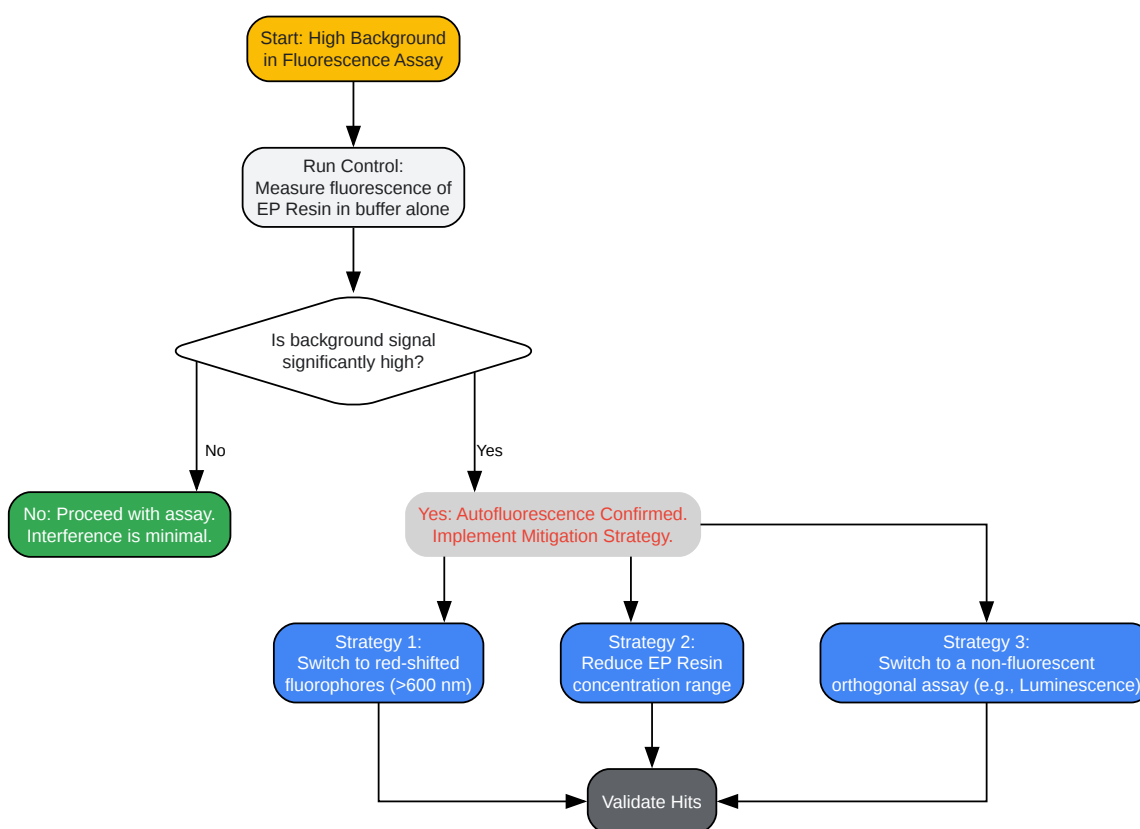 Start: High Background
in Fluorescence Assay
Run Control:
Measure fluorescence of
EP Resin in buffer alone
Is background signal
significantly high?
No
Yes
No: Proceed with assay.
Interference is minimal.
Yes: Autofluorescence Confirmed.
Implement Mitigation Strategy.
Strategy 1:
Switch to red-shifted
fluorophores (>600 nm)
Strategy 2:
Reduce EP Resin
concentration range
Strategy 3:
Switch to a non-fluorescent
orthogonal assay (e.g., Luminescence)
Validate Hits